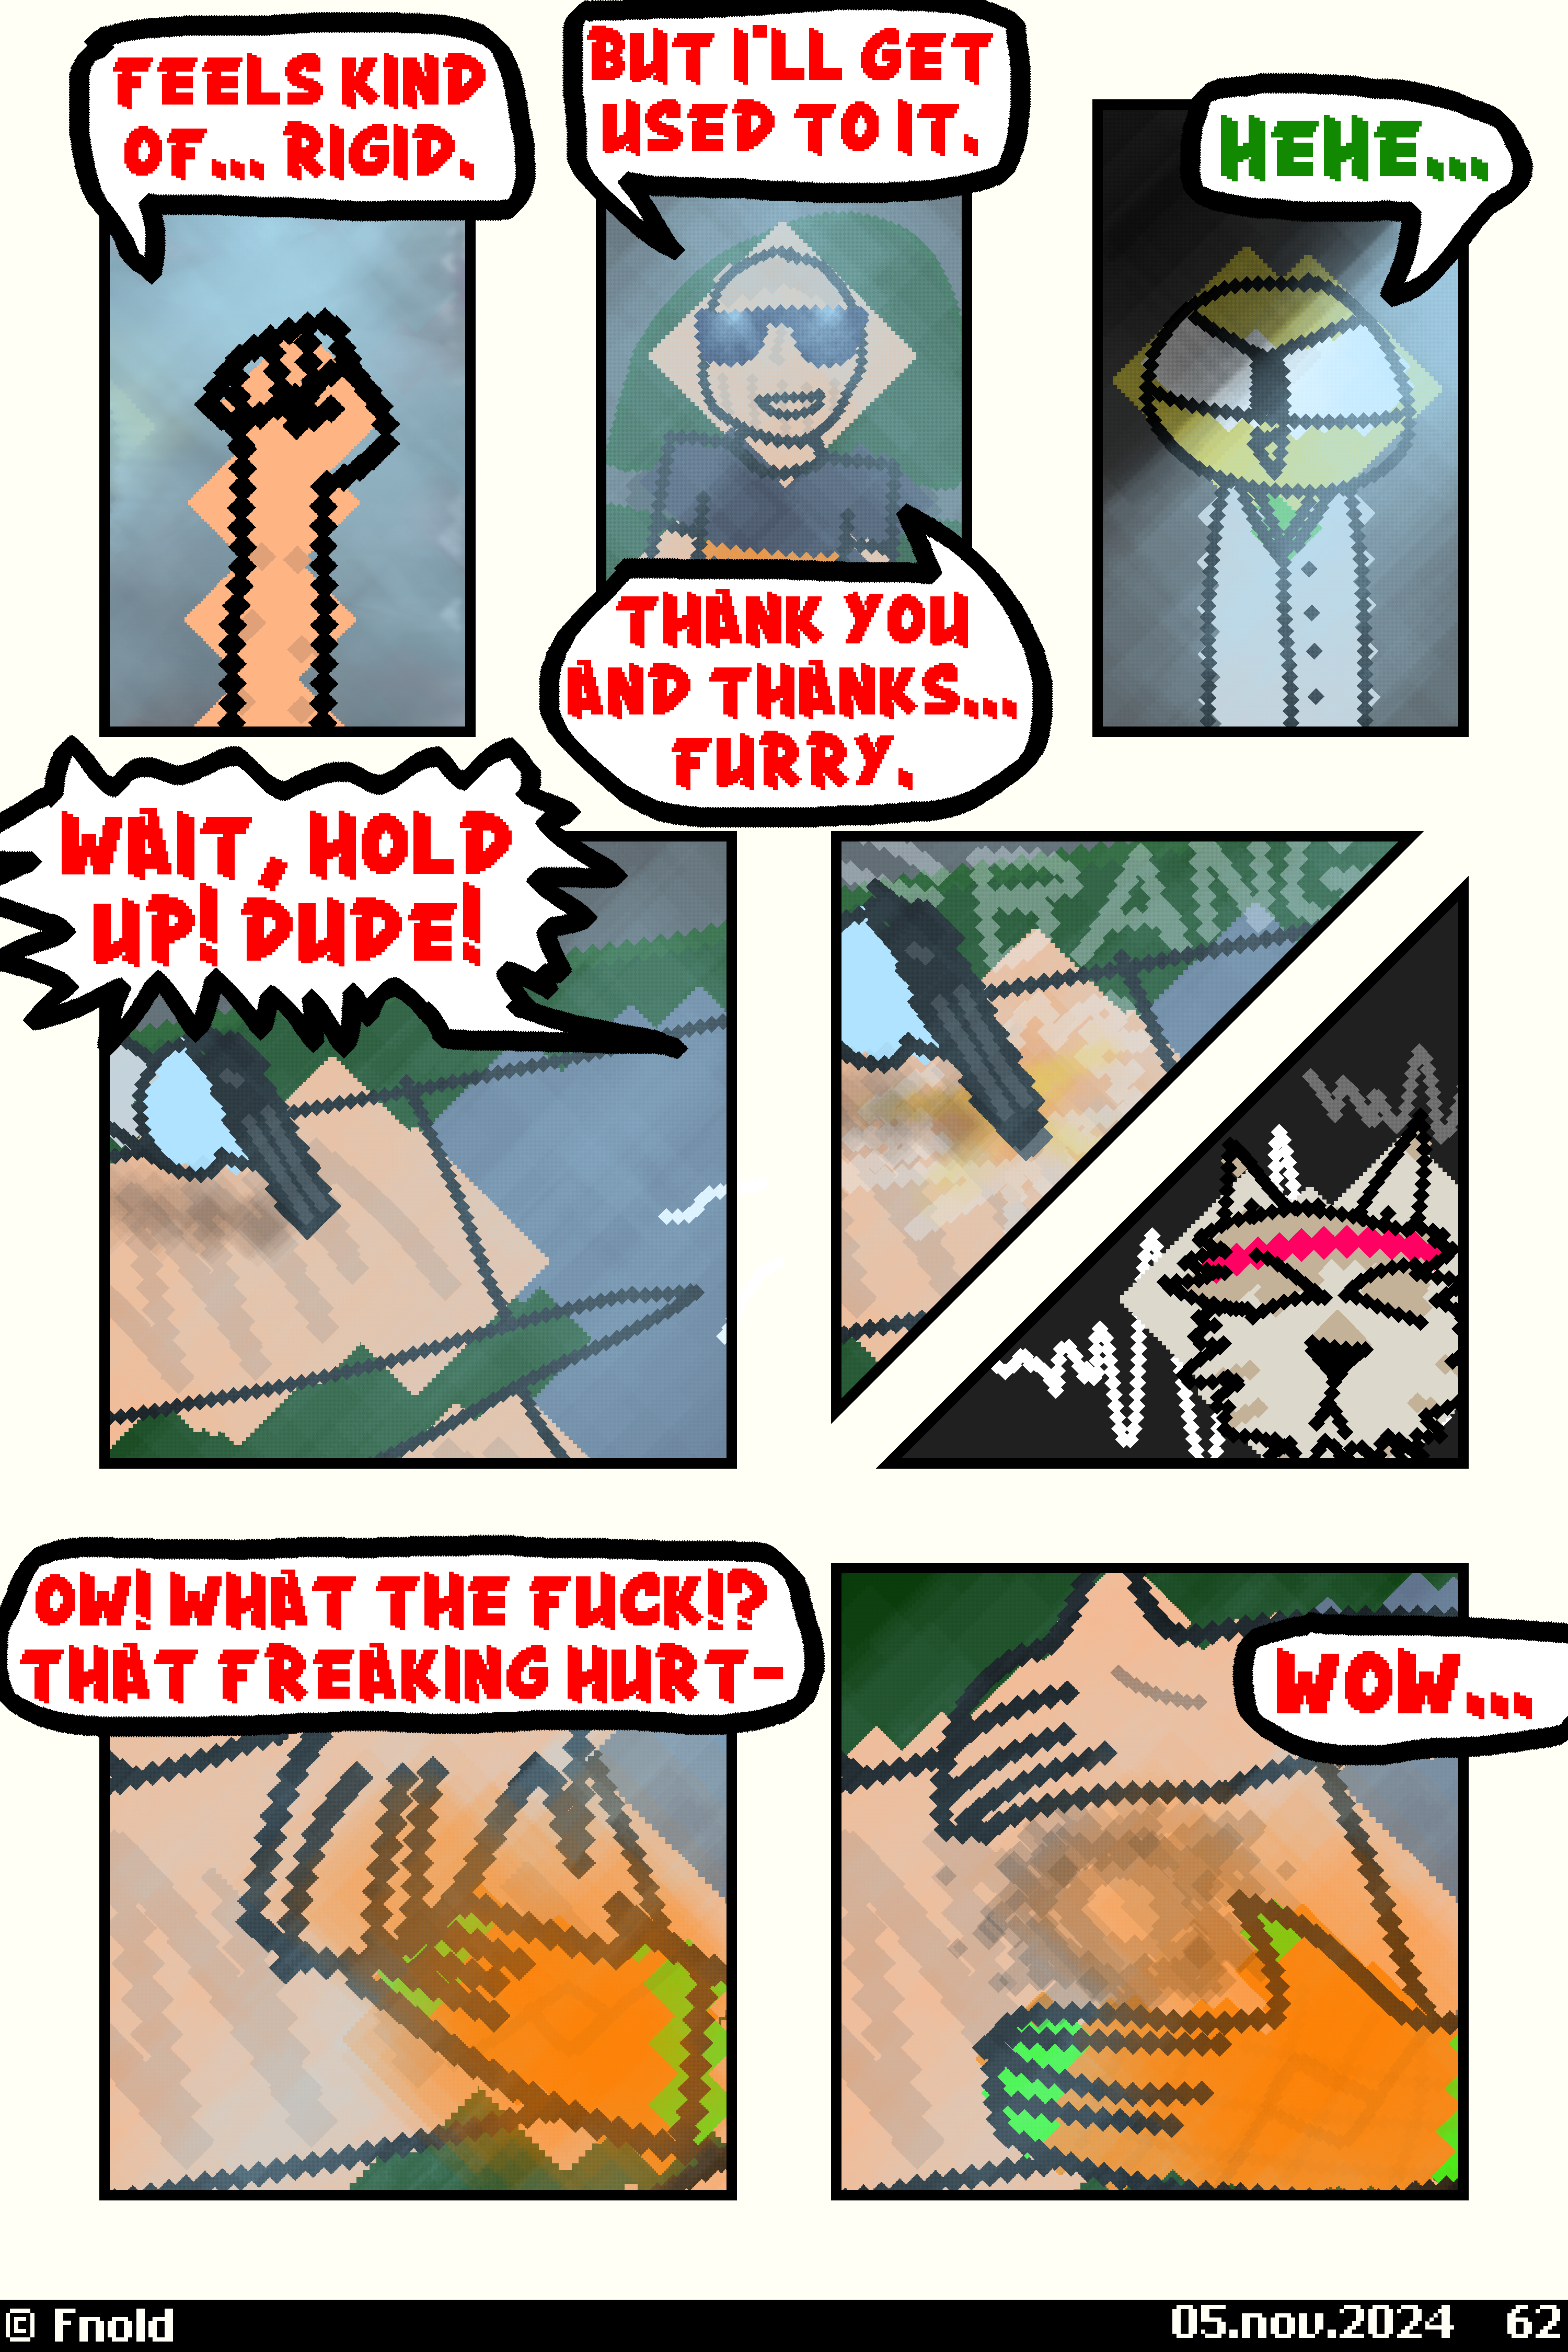 FEELS KIND
OF... RIGID.
BUT I'LL GET
USED TO IT.
HEHE...
THANK YOU
AND THANKS...
FURRY.
WAIT, HOLD
UP! DUDE!
RANG
OW! WHAT THE FUCK!?
THAT FREAKING HURT-
WOW...
© Fnold
05.nov.2024 62